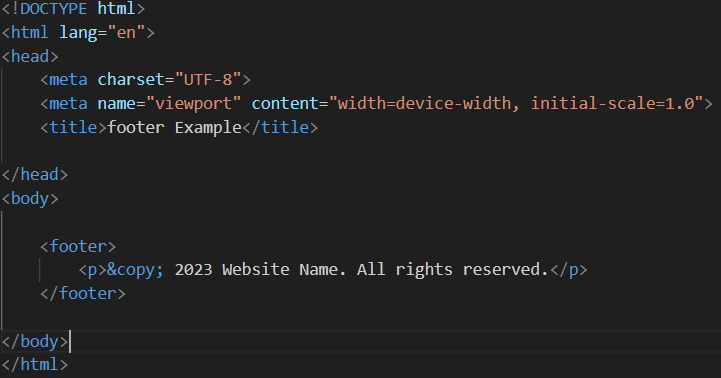 <!DOCTYPE html>
<html lang="en">
<head>
    <meta charset="UTF-8">
    <meta name="viewport" content="width=device-width, initial-scale=1.0">
    <title>footer Example</title>

</head>
<body>

    <footer>
        <p>&copy; 2023 Website Name. All rights reserved.</p>
    </footer>

</body>
</html>